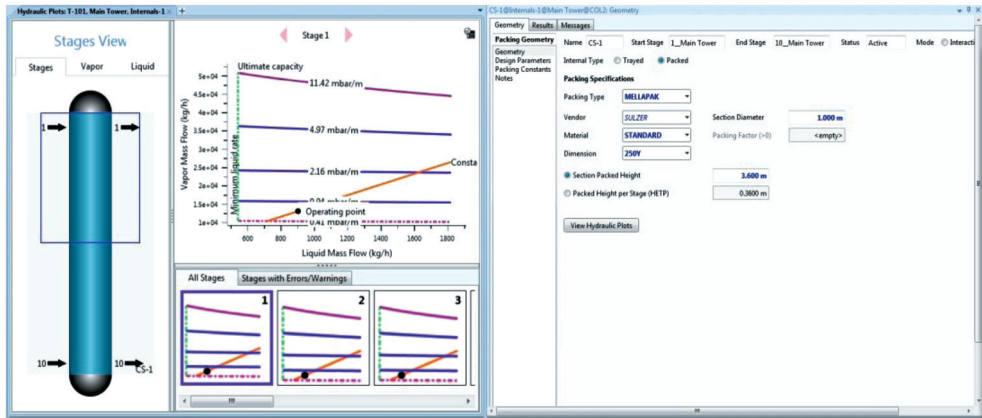 Hydraulic Plots: T-101, Main Tower, Internals-1
Stages View
Stages Vapor Liquid
1 1
10 10
CS-1
Stage 1
Ultimate capacity
Vapor Mass Flow (kg/h)
5e+04
4.5e+04
4e+04
3.5e+04
3e+04
2.5e+04
2e+04
1.5e+04
1e+04
Minimum liquid rate
11.42 mbar/m
4.97 mbar/m
Consta
2.16 mbar/m
0.94 mbar/m
Operating point
0.41 mbar/m
600 800 1000 1200 1400 1600 1800
Liquid Mass Flow (kg/h)
All Stages Stages with Errors/Warnings
1 2 3
CS-1@Internals-1@Main Tower@COL2: Geometry
Geometry Results Messages
Packing Geometry
Geometry
Design Parameters
Packing Constants
Notes
Name CS-1 Start Stage 1__Main Tower End Stage 10__Main Tower Status Active Mode Interacti
Internal Type Trayed Packed
Packing Specifications
Packing Type MELLAPAK
Vendor SULZER Section Diameter 1.000 m
Material STANDARD Packing Factor (>0) <empty>
Dimension 250Y
Section Packed Height 3.600 m
Packed Height per Stage (HETP) 0.3600 m
View Hydraulic Plots